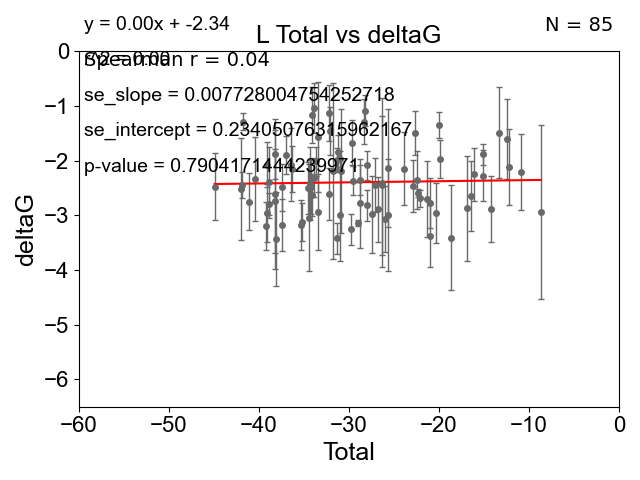 y = 0.00x + -2.34
N = 85
L Total vs deltaG
Spearman r = 0.04
se_slope = 0.007728004754252718
se_intercept = 0.23405076315962167
p-value = 0.7904171444239971
deltaG
0
−1
−2
−3
−4
−5
−6
−60
−50
−40
−30
−20
−10
0
Total